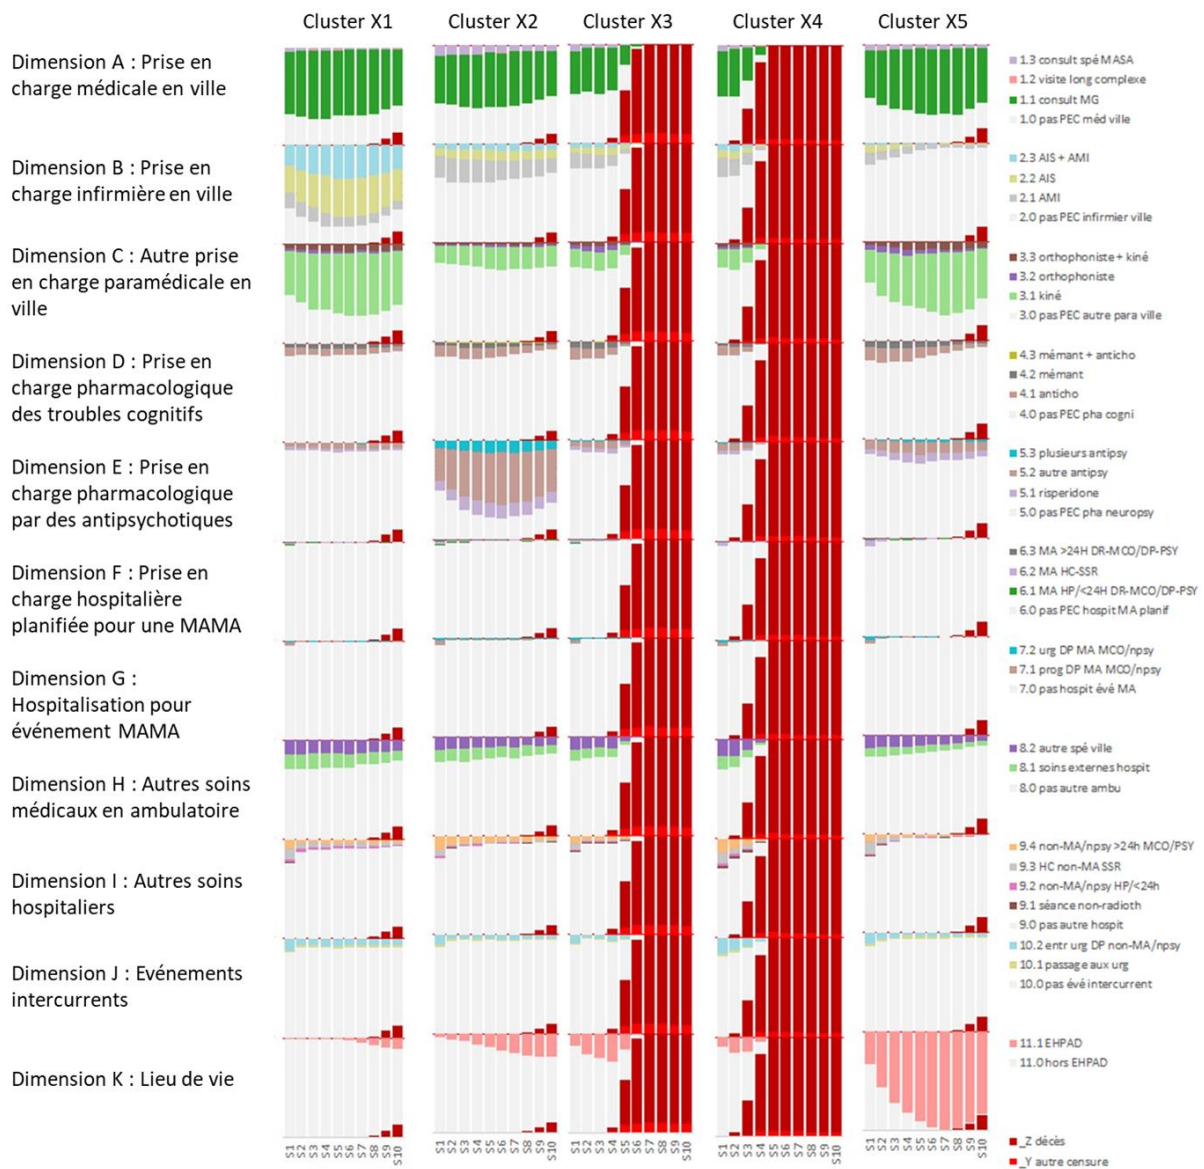 Cluster X1 Cluster X2 Cluster X3 Cluster X4 Cluster X5
Dimension A : Prise en
charge médicale en ville
1.3 consult spé MASA
1.2 visite long complexe
1.1 consult MG
1.0 pas PEC méd ville
Dimension B : Prise en
charge infirmière en ville
2.3 AIS + AMI
2.2 AIS
2.1 AMI
2.0 pas PEC infirmier ville
Dimension C : Autre prise
en charge paramédicale en
ville
3.3 orthophoniste + kiné
3.2 orthophoniste
3.1 kiné
3.0 pas PEC autre para ville
Dimension D : Prise en
charge pharmacologique
des troubles cognitifs
4.3 mémant + anticho
4.2 mémant
4.1 anticho
4.0 pas PEC pha cogni
Dimension E : Prise en
charge pharmacologique
par des antipsychotiques
5.3 plusieurs antipsy
5.2 autre antipsy
5.1 risperidone
5.0 pas PEC pha neuropsy
Dimension F : Prise en
charge hospitalière
planifiée pour une MAMA
6.3 MA >24H DR-MCO/DP-PSY
6.2 MA HC-SSR
6.1 MA HP/<24H DR-MCO/DP-PSY
6.0 pas PEC hospit MA planif
Dimension G :
Hospitalisation pour
événement MAMA
7.2 urg DP MA MCO/npsy
7.1 prog DP MA MCO/npsy
7.0 pas hospit évé MA
Dimension H : Autres soins
médicaux en ambulatoire
8.2 autre spé ville
8.1 soins externes hospit
8.0 pas autre ambu
Dimension I : Autres soins
hospitaliers
9.4 non-MA/npsy >24h MCO/PSY
9.3 HC non-MA SSR
9.2 non-MA/npsy HP/<24h
9.1 séance non-radioth
9.0 pas autre hospit
Dimension J : Evénements
intercurrents
10.2 entr urg DP non-MA/npsy
10.1 passage aux urg
10.0 pas évé intercurrent
Dimension K : Lieu de vie
11.1 EHPAD
11.0 hors EHPAD
_Z décès
_Y autre censure
S1 S2 S3 S4 S5 S6 S7 S8 S9 S10 S1 S2 S3 S4 S5 S6 S7 S8 S9 S10 S1 S2 S3 S4 S5 S6 S7 S8 S9 S10 S1 S2 S3 S4 S5 S6 S7 S8 S9 S10 S1 S2 S3 S4 S5 S6 S7 S8 S9 S10